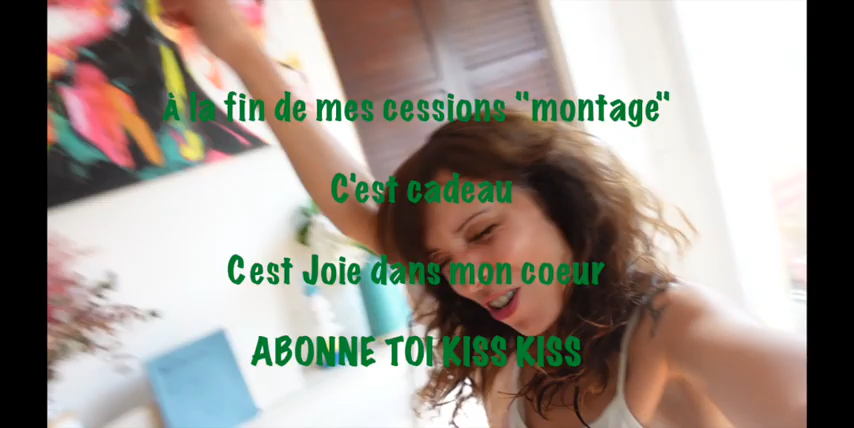 À la fin de mes cessions "montage"
C'est cadeau
C'est Joie dans mon coeur
ABONNE TOI KISS KISS